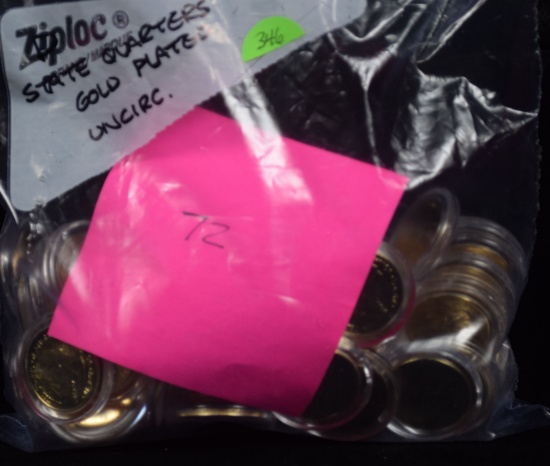 Ziploc®
STATE QUARTERS
GOLD PLATED
UNCIRC.
346
72